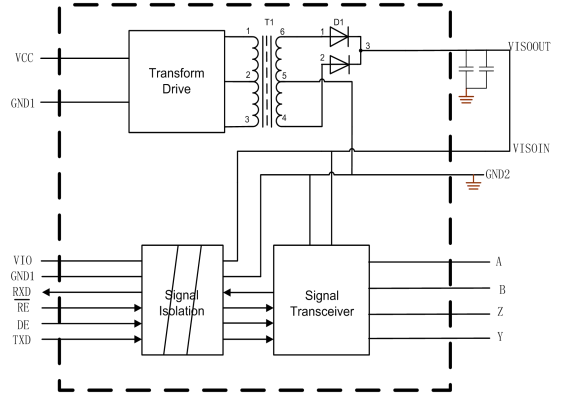 T1
D1
1
6
1
3
VISOOUT
VCC
Transform
Drive
2
5
2
GND1
3
4
VISOIN
GND2
VIO
GND1
RXD
RE
DE
TXD
Signal
Isolation
Signal
Transceiver
A
B
Z
Y